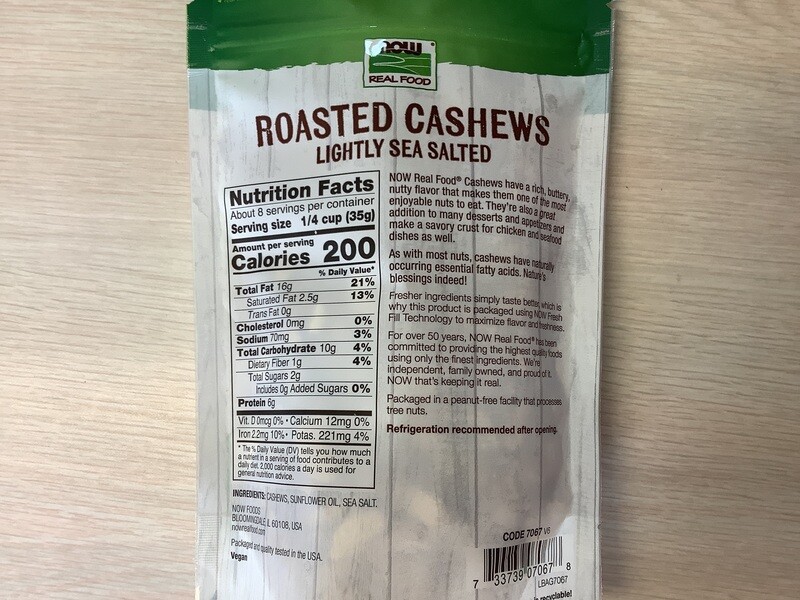 NOW
REAL FOOD
ROASTED CASHEWS
LIGHTLY SEA SALTED
Nutrition Facts
About 8 servings per container
Serving size 1/4 cup (35g)
Amount per serving
Calories 200
% Daily Value*
Total Fat 16g 21%
Saturated Fat 2.5g 13%
Trans Fat 0g
Cholesterol 0mg 0%
Sodium 70mg 3%
Total Carbohydrate 10g 4%
Dietary Fiber 1g 4%
Total Sugars 2g
Includes 0g Added Sugars 0%
Protein 6g
Vit. D 0mcg 0% • Calcium 12mg 0%
Iron 2.2mg 10% • Potas. 221mg 4%
* The % Daily Value (DV) tells you how much
a nutrient in a serving of food contributes to a
daily diet. 2,000 calories a day is used for
general nutrition advice.
INGREDIENTS: CASHEWS, SUNFLOWER OIL, SEA SALT.
NOW FOODS
BLOOMINGDALE, IL 60108, USA
nowrealfood.com
Packaged and quality tested in the USA.
Vegan
NOW Real Food® Cashews have a rich, buttery,
nutty flavor that makes them one of the most
enjoyable nuts to eat. They're also a great
addition to many desserts and appetizers and
make a savory crust for chicken and seafood
dishes as well.
As with most nuts, cashews have naturally
occurring essential fatty acids. Nature's
blessings indeed!
Fresher ingredients simply taste better, which is
why this product is packaged using NOW Fresh
Fill Technology to maximize flavor and freshness.
For over 50 years, NOW Real Food® has been
committed to providing the highest quality foods
using only the finest ingredients. We're
independent, family owned, and proud of it.
NOW that's keeping it real.
Packaged in a peanut-free facility that processes
tree nuts.
Refrigeration recommended after opening.
CODE 7067 V6
7 33739 07067 8
LBAG7067
recyclable!